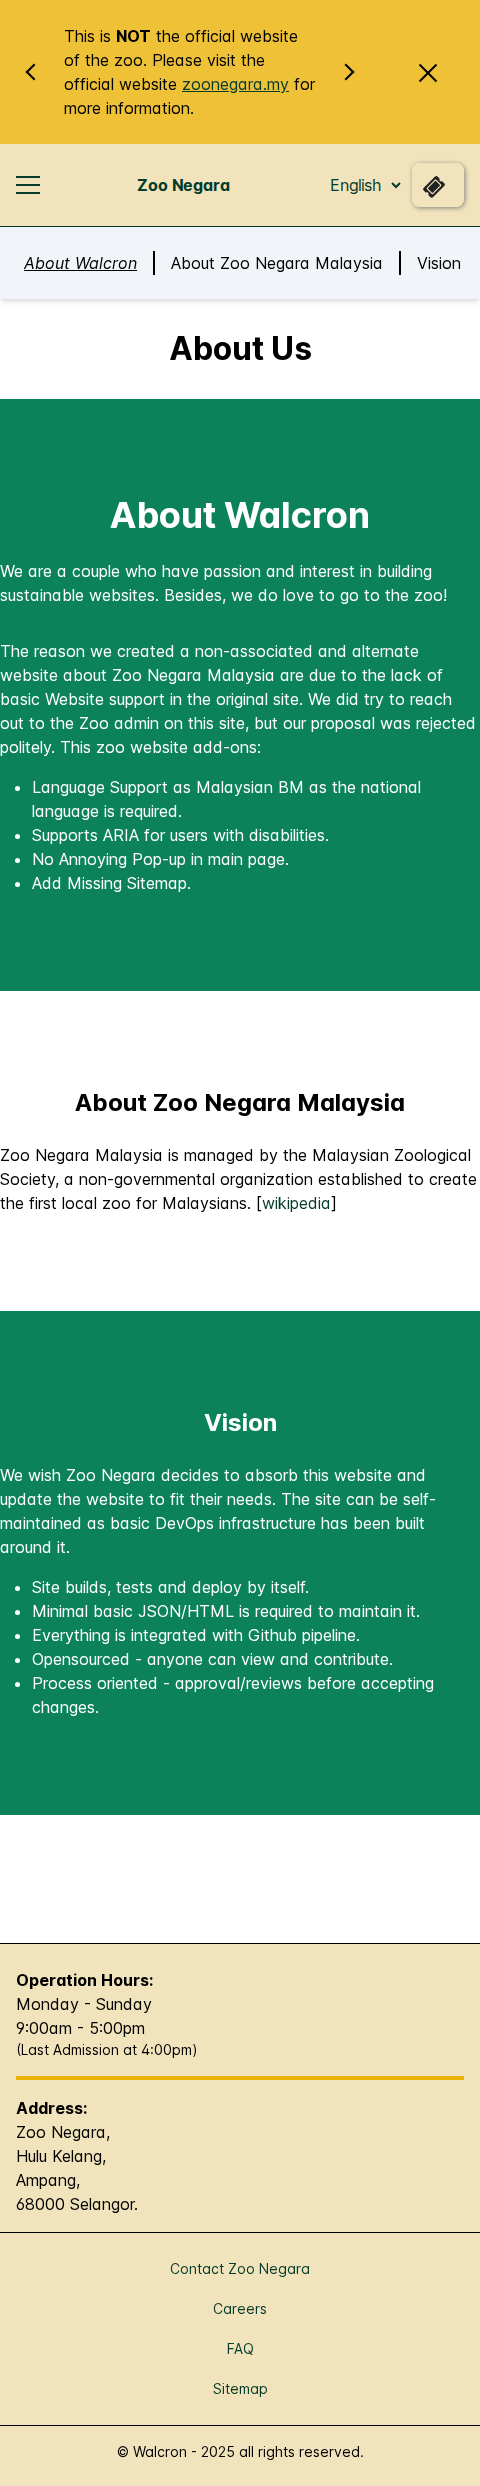 This is NOT the official website
of the zoo. Please visit the
official website zoonegara.my for
more information.
Zoo Negara
English
About Walcron
About Zoo Negara Malaysia
Vision
About Us
About Walcron
We are a couple who have passion and interest in building
sustainable websites. Besides, we do love to go to the zoo!
The reason we created a non-associated and alternate
website about Zoo Negara Malaysia are due to the lack of
basic Website support in the original site. We did try to reach
out to the Zoo admin on this site, but our proposal was rejected
politely. This zoo website add-ons:
• Language Support as Malaysian BM as the national
language is required.
• Supports ARIA for users with disabilities.
• No Annoying Pop-up in main page.
• Add Missing Sitemap.
About Zoo Negara Malaysia
Zoo Negara Malaysia is managed by the Malaysian Zoological
Society, a non-governmental organization established to create
the first local zoo for Malaysians. [wikipedia]
Vision
We wish Zoo Negara decides to absorb this website and
update the website to fit their needs. The site can be self-
maintained as basic DevOps infrastructure has been built
around it.
• Site builds, tests and deploy by itself.
• Minimal basic JSON/HTML is required to maintain it.
• Everything is integrated with Github pipeline.
• Opensourced - anyone can view and contribute.
• Process oriented - approval/reviews before accepting
changes.
Operation Hours:
Monday - Sunday
9:00am - 5:00pm
(Last Admission at 4:00pm)
Address:
Zoo Negara,
Hulu Kelang,
Ampang,
68000 Selangor.
Contact Zoo Negara
Careers
FAQ
Sitemap
© Walcron - 2025 all rights reserved.